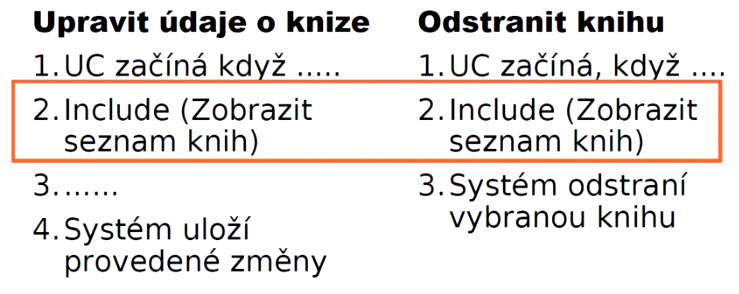 Upravit údaje o knize
1. UC začíná když .....
2. Include (Zobrazit
seznam knih)
3. ......
4. Systém uloží
provedené změny
Odstranit knihu
1. UC začíná, když ....
2. Include (Zobrazit
seznam knih)
3. Systém odstraní
vybranou knihu